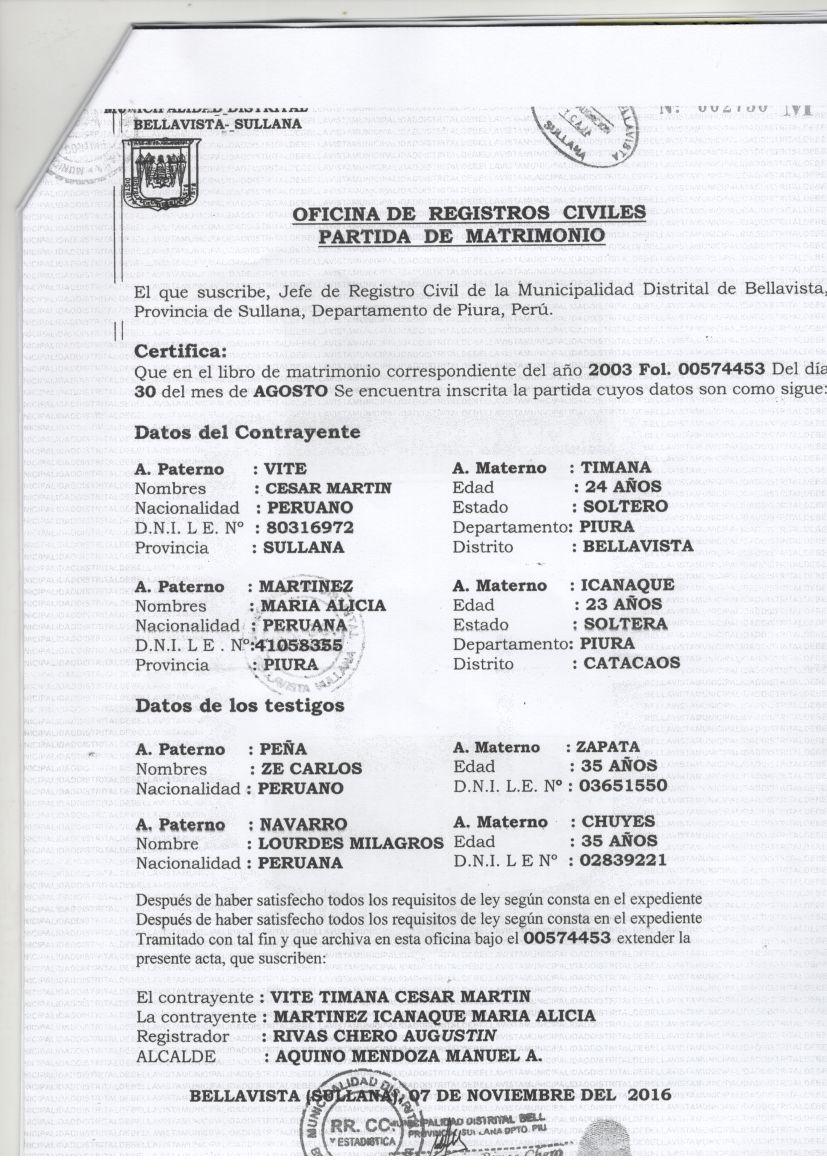 MUNICIPALIDAD DISTRITAL
BELLAVISTA- SULLANA
SULLANA
Nº 002730 M
OFICINA DE REGISTROS CIVILES
PARTIDA DE MATRIMONIO
El que suscribe, Jefe de Registro Civil de la Municipalidad Distrital de Bellavista,
Provincia de Sullana, Departamento de Piura, Perú.
Certifica:
Que en el libro de matrimonio correspondiente del año 2003 Fol. 00574453 Del día
30 del mes de AGOSTO Se encuentra inscrita la partida cuyos datos son como sigue:
Datos del Contrayente
A. Paterno : VITE A. Materno : TIMANA
Nombres : CESAR MARTIN Edad : 24 AÑOS
Nacionalidad : PERUANO Estado : SOLTERO
D.N.I. L E. Nº : 80316972 Departamento: PIURA
Provincia : SULLANA Distrito : BELLAVISTA
A. Paterno : MARTINEZ A. Materno : ICANAQUE
Nombres : MARIA ALICIA Edad : 23 AÑOS
Nacionalidad : PERUANA Estado : SOLTERA
D.N.I. L E . Nº:41058355 Departamento: PIURA
Provincia : PIURA Distrito : CATACAOS
Datos de los testigos
A. Paterno : PEÑA A. Materno : ZAPATA
Nombres : ZE CARLOS Edad : 35 AÑOS
Nacionalidad : PERUANO D.N.I. L.E. Nº : 03651550
A. Paterno : NAVARRO A. Materno : CHUYES
Nombre : LOURDES MILAGROS Edad : 35 AÑOS
Nacionalidad : PERUANA D.N.I. L E Nº : 02839221
Después de haber satisfecho todos los requisitos de ley según consta en el expediente
Después de haber satisfecho todos los requisitos de ley según consta en el expediente
Tramitado con tal fin y que archiva en esta oficina bajo el 00574453 extender la
presente acta, que suscriben:
El contrayente : VITE TIMANA CESAR MARTIN
La contrayente : MARTINEZ ICANAQUE MARIA ALICIA
Registrador : RIVAS CHERO AUGUSTIN
ALCALDE : AQUINO MENDOZA MANUEL A.
BELLAVISTA (SULLANA), 07 DE NOVIEMBRE DEL 2016
RR. CC
Y ESTADISTICA